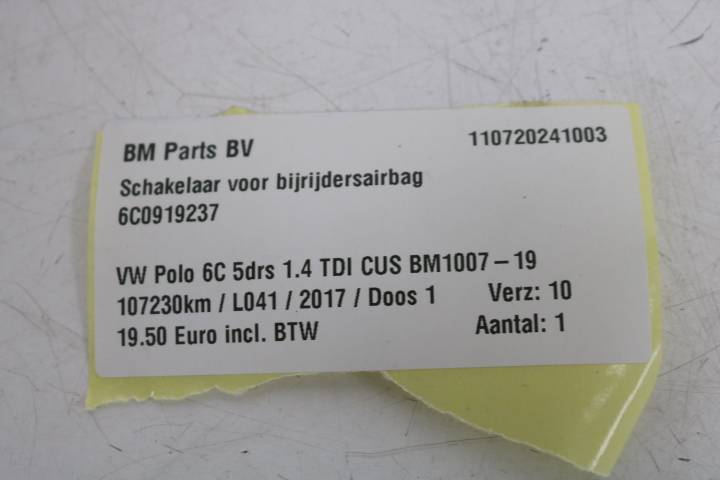 BM Parts BV 110720241003
Schakelaar voor bijrijdersairbag
6C0919237
VW Polo 6C 5drs 1.4 TDI CUS BM1007-19
107230km / L041 / 2017 / Doos 1 Verz: 10
19.50 Euro incl. BTW Aantal: 1